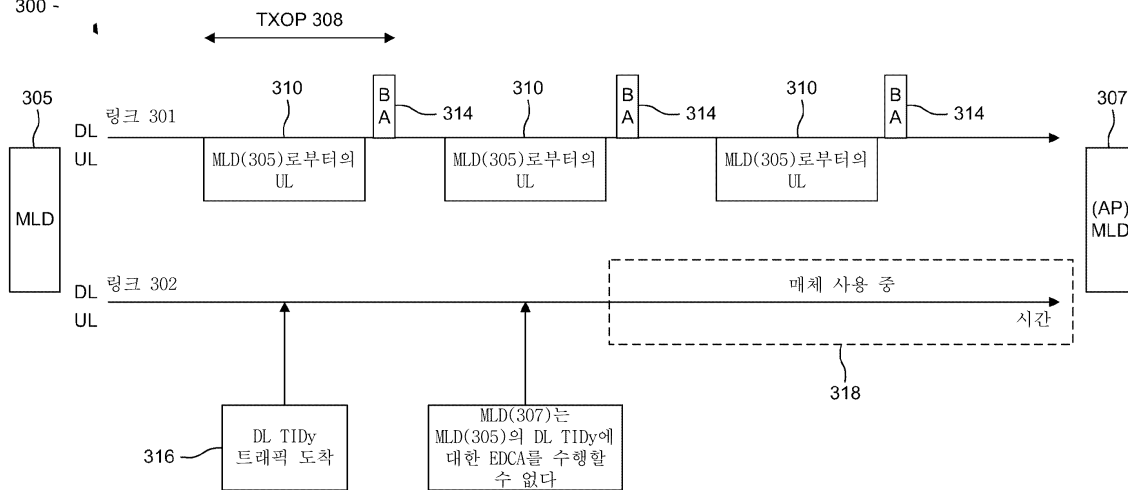 300
TXOP 308
305
링크 301
310
BA
314
310
BA
314
310
BA
314
307
DL
UL
MLD(305)로부터의
UL
MLD(305)로부터의
UL
MLD(305)로부터의
UL
MLD
(AP)
MLD
링크 302
DL
UL
매체 사용 중
시간
318
316
DL TIDy
트래픽 도착
MLD(307)는
MLD(305)의 DL TIDy에
대한 EDCA를 수행할
수 없다